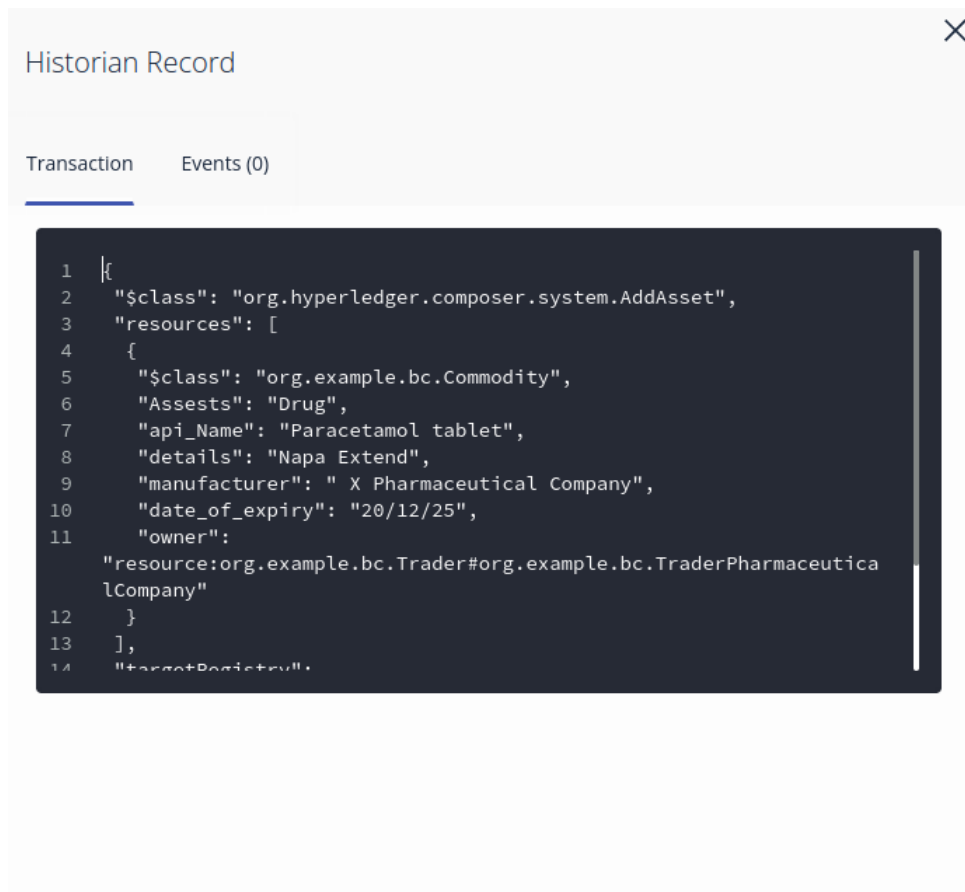 Historian Record
Transaction Events (0)
1 {
2 "$class": "org.hyperledger.composer.system.AddAsset",
3 "resources": [
4 {
5 "$class": "org.example.bc.Commodity",
6 "Assests": "Drug",
7 "api_Name": "Paracetamol tablet",
8 "details": "Napa Extend",
9 "manufacturer": " X Pharmaceutical Company",
10 "date_of_expiry": "20/12/25",
11 "owner":
"resource:org.example.bc.Trader#org.example.bc.TraderPharmaceutica
lCompany"
12 }
13 ],
14 "targetRegistry":